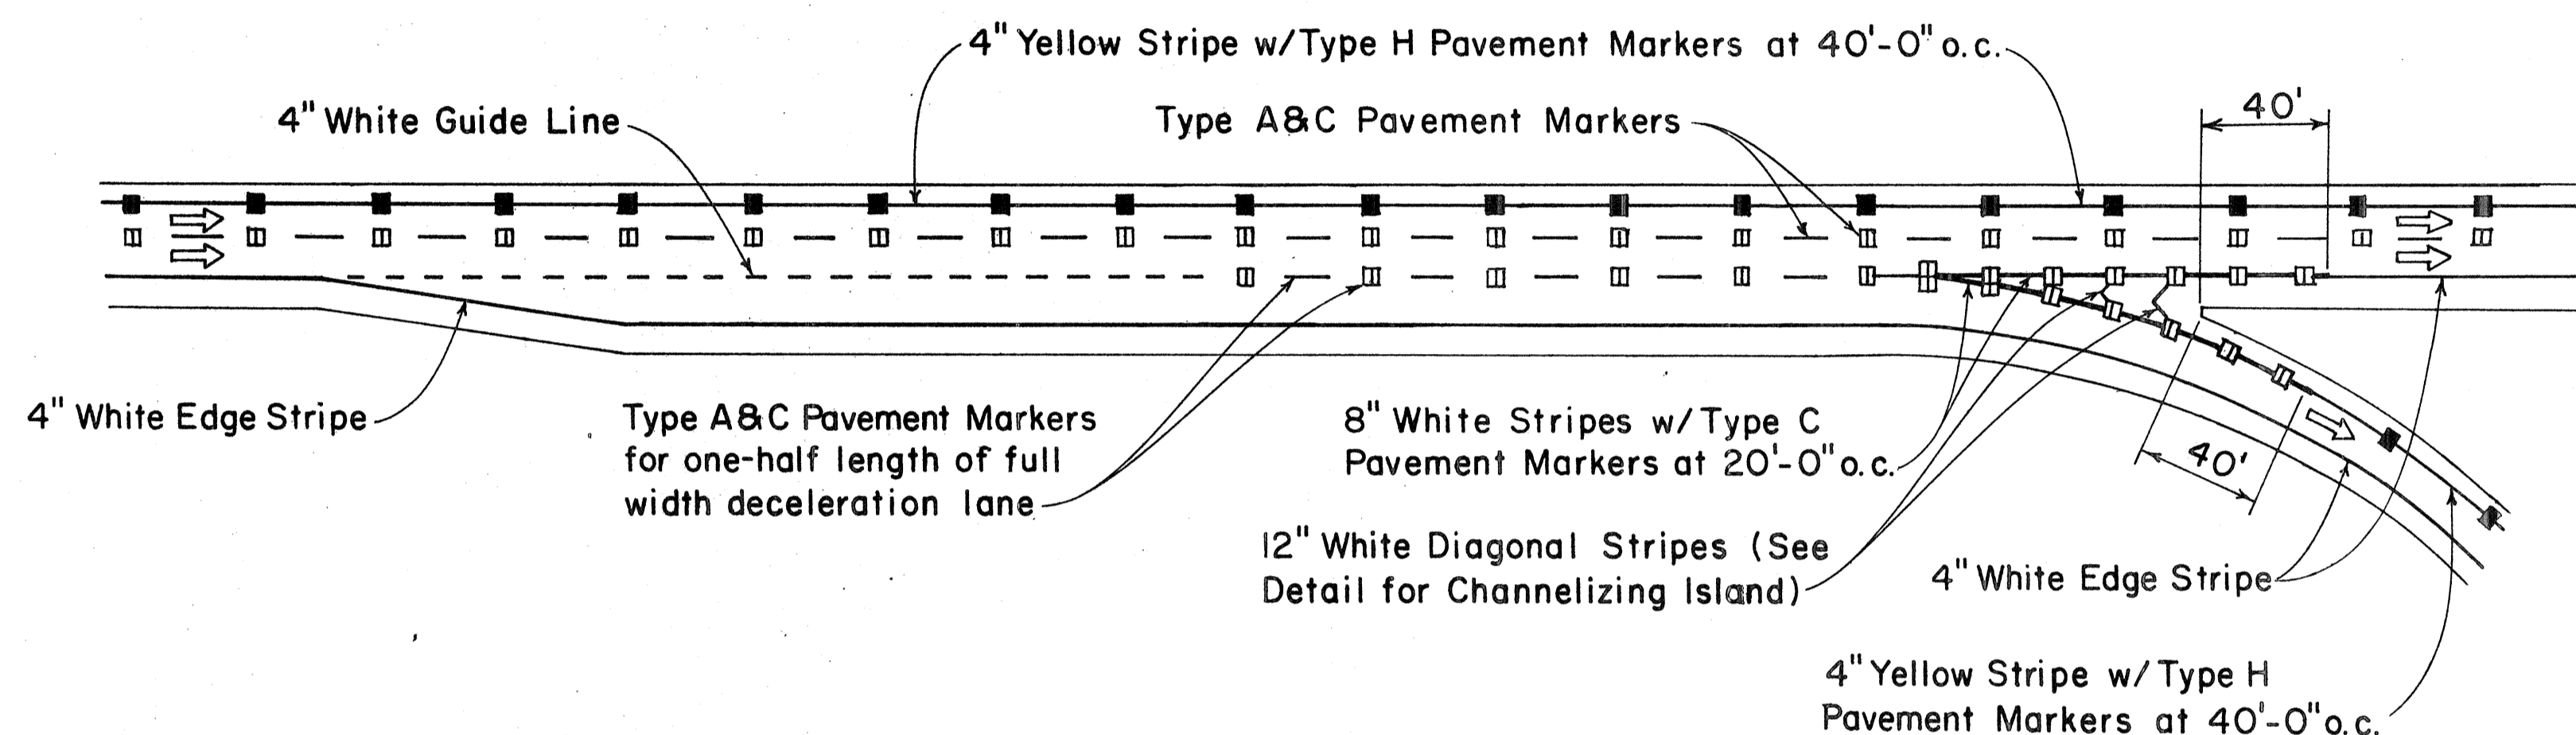 4" Yellow Stripe w/Type H Pavement Markers at 40'-0" o.c.
4" White Guide Line
Type A&C Pavement Markers
40'
4" White Edge Stripe
Type A&C Pavement Markers
for one-half length of full
width deceleration lane
8" White Stripes w/Type C
Pavement Markers at 20'-0" o.c.
40'
12" White Diagonal Stripes (See
Detail for Channelizing Island)
4" White Edge Stripe
4" Yellow Stripe w/Type H
Pavement Markers at 40'-0" o.c.